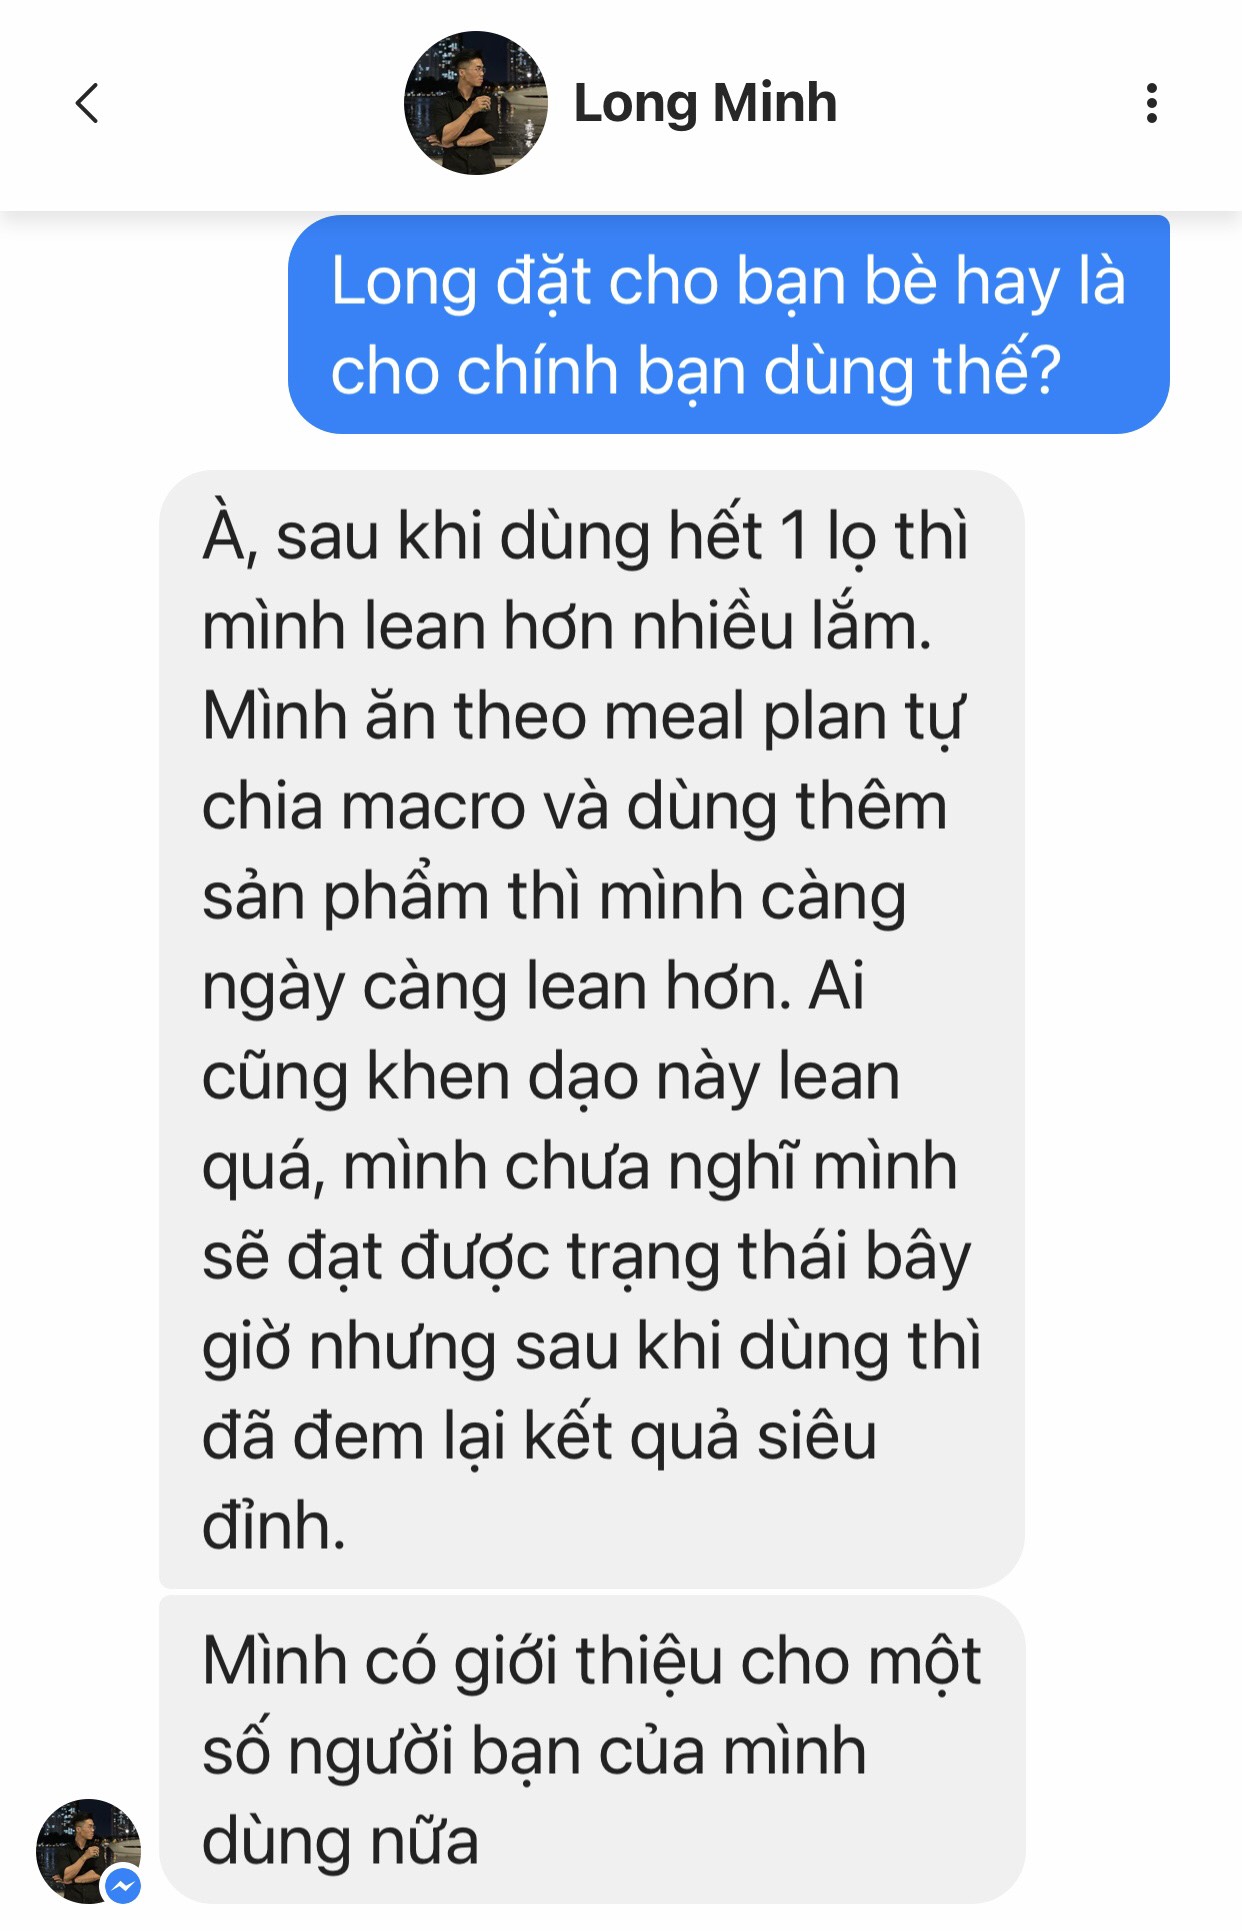 Long Minh
Long đặt cho bạn bè hay là
cho chính bạn dùng thế?
À, sau khi dùng hết 1 lọ thì
mình lean hơn nhiều lắm.
Mình ăn theo meal plan tự
chia macro và dùng thêm
sản phẩm thì mình càng
ngày càng lean hơn. Ai
cũng khen dạo này lean
quá, mình chưa nghĩ mình
sẽ đạt được trạng thái bây
giờ nhưng sau khi dùng thì
đã đem lại kết quả siêu
đỉnh.
Mình có giới thiệu cho một
số người bạn của mình
dùng nữa